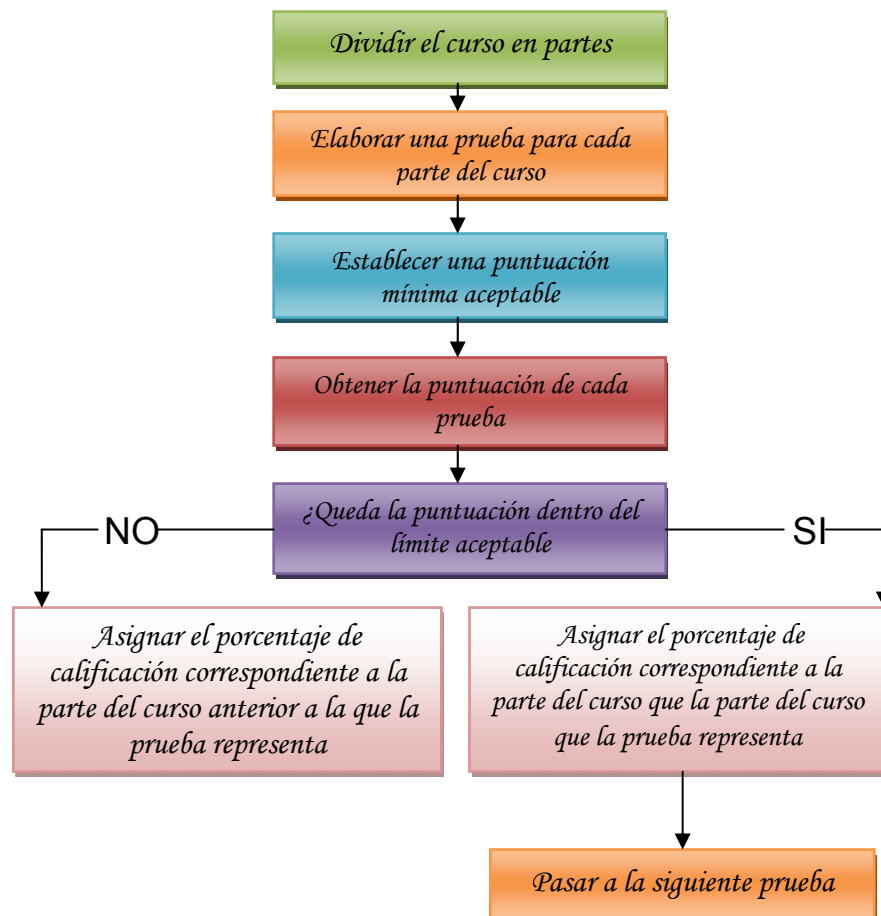 Dividir el curso en partes
Elaborar una prueba para cada
parte del curso
Establecer una puntuación
mínima aceptable
Obtener la puntuación de cada
prueba
¿Queda la puntuación dentro del
límite aceptable
NO
SI
Asignar el porcentaje de
calificación correspondiente a la
parte del curso anterior a la que la
prueba representa
Asignar el porcentaje de
calificación correspondiente a la
parte del curso que la parte del curso
que la prueba representa
Pasar a la siguiente prueba